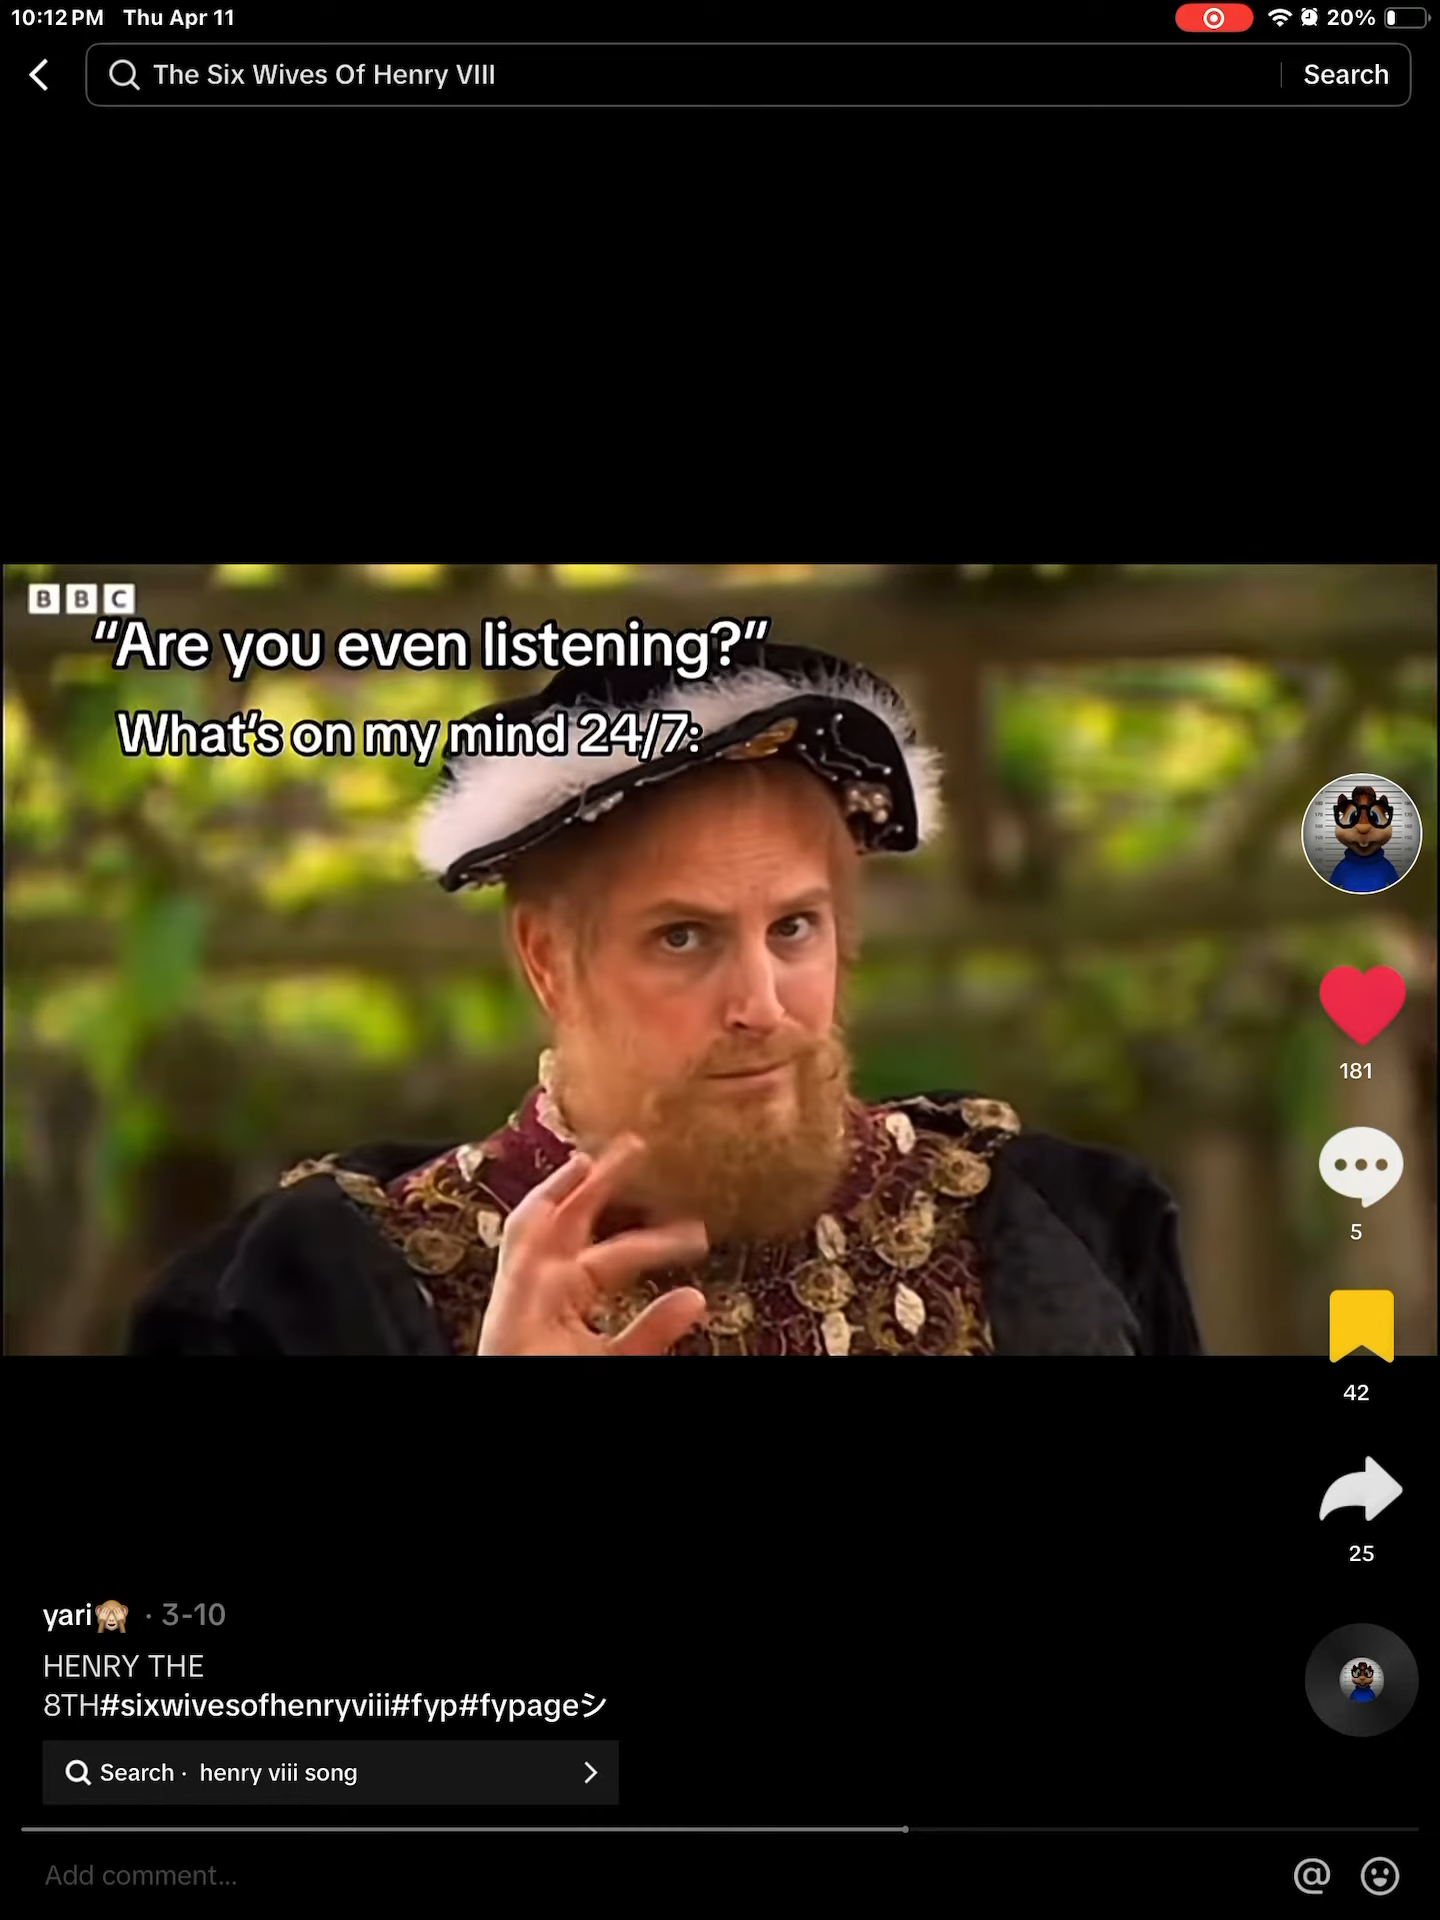 10:12 PM Thu Apr 11
20%
The Six Wives Of Henry VIII
Search
BBC
“Are you even listening?”
What's on my mind 24/7:
181
5
42
25
yari🙈 · 3-10
HENRY THE
8TH#sixwivesofhenryviii#fyp#fypageシ
Search · henry viii song
Add comment...
@